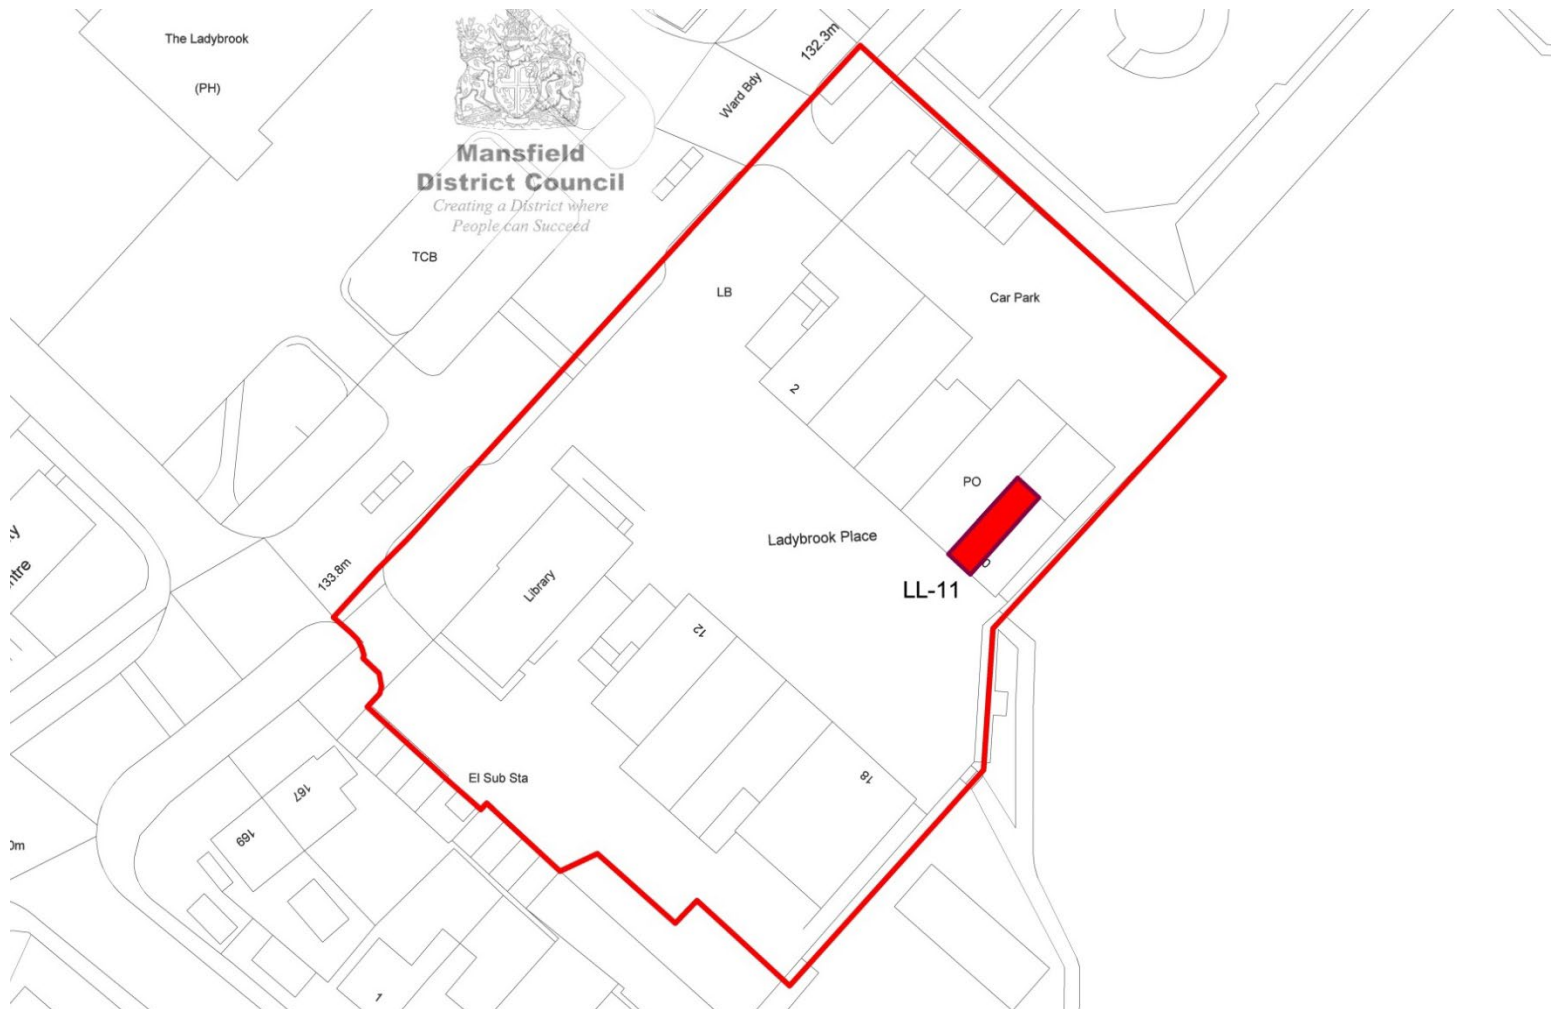 The Ladybrook
(PH)
132.3m
Ward Bdy
Mansfield
District Council
Creating a District where
People can Succeed
TCB
LB
Car Park
2
PO
Ladybrook Place
LL-11
133.8m
Library
12
18
El Sub Sta
167
169
1